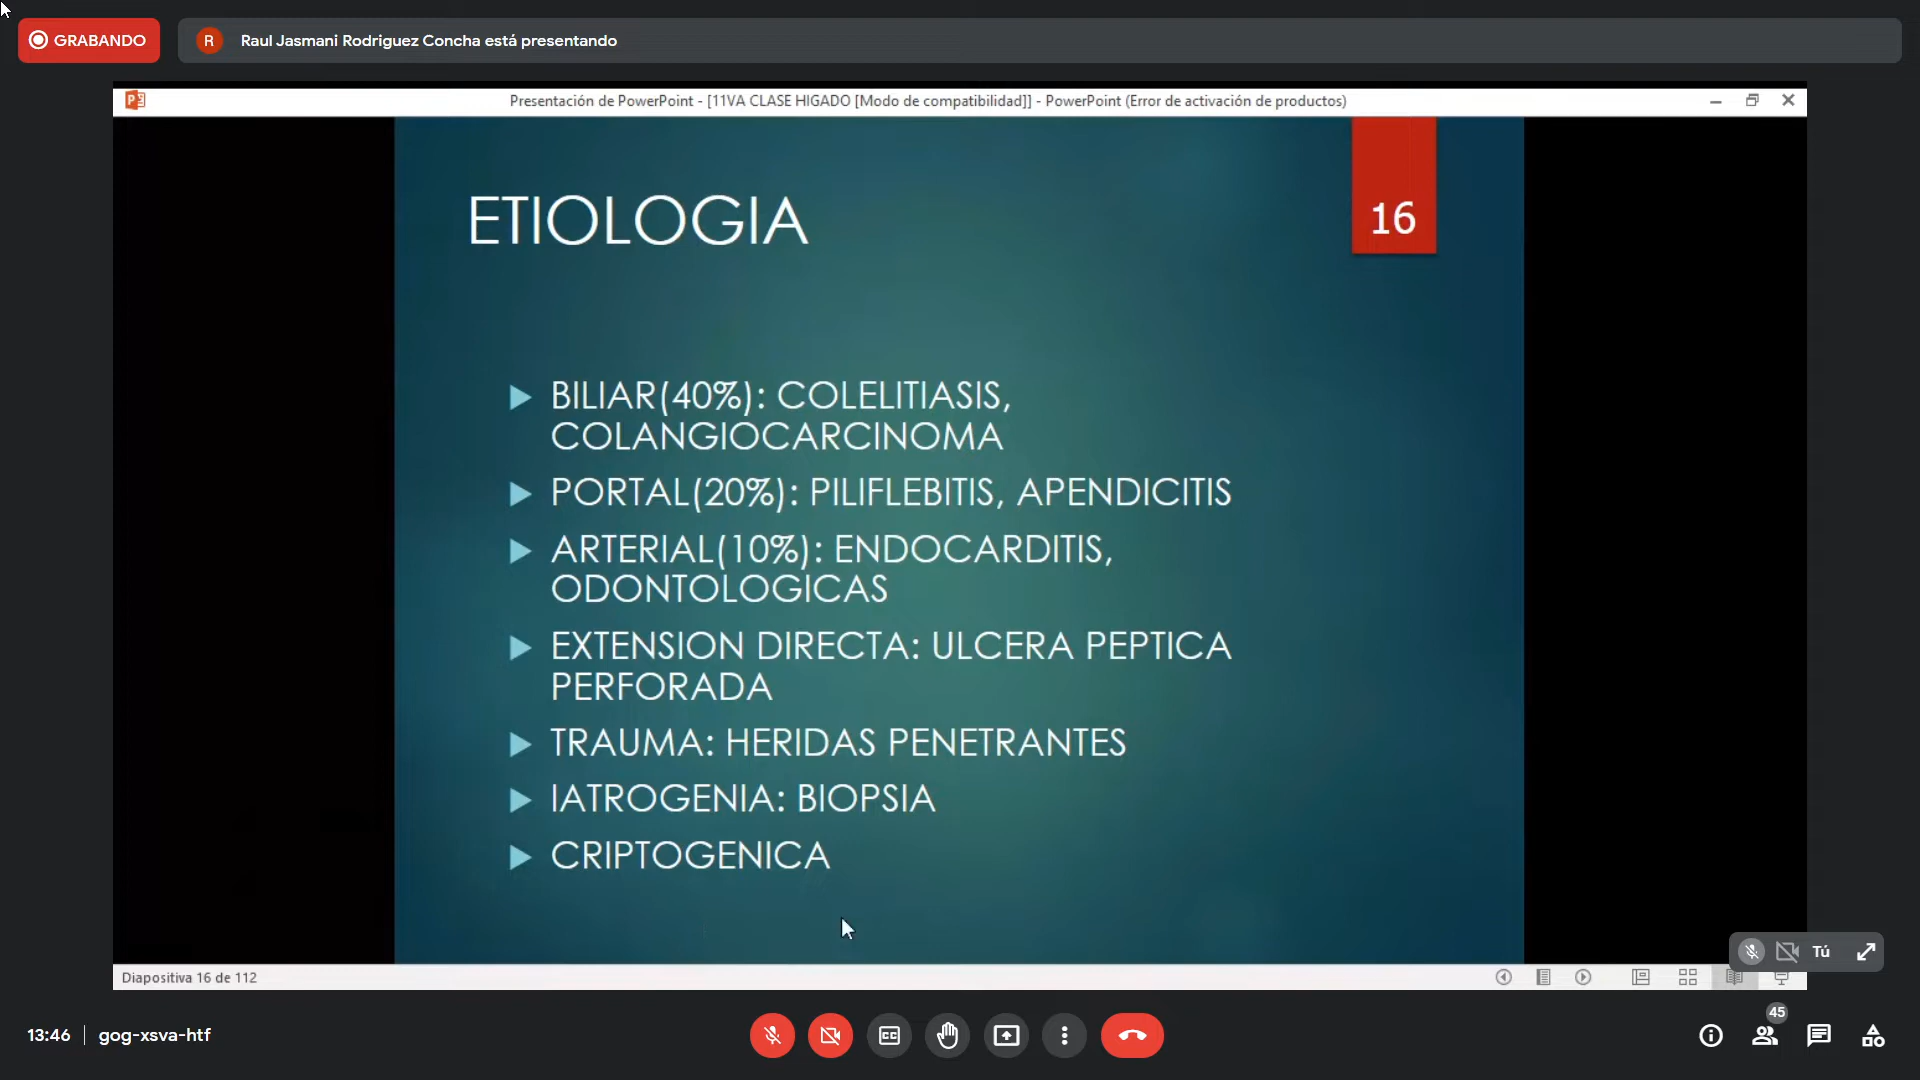 GRABANDO
R
Raul Jasmani Rodriguez Concha está presentando
Presentación de PowerPoint - [11VA CLASE HIGADO [Modo de compatibilidad]] - PowerPoint (Error de activación de productos)
ETIOLOGIA
16
BILIAR(40%): COLELITIASIS,
COLANGIOCARCINOMA
PORTAL(20%): PILIFLEBITIS, APENDICITIS
ARTERIAL(10%): ENDOCARDITIS,
ODONTOLOGICAS
EXTENSION DIRECTA: ULCERA PEPTICA
PERFORADA
TRAUMA: HERIDAS PENETRANTES
IATROGENIA: BIOPSIA
CRIPTOGENICA
Tú
Diapositiva 16 de 112
45
13:46
gog-xsva-htf